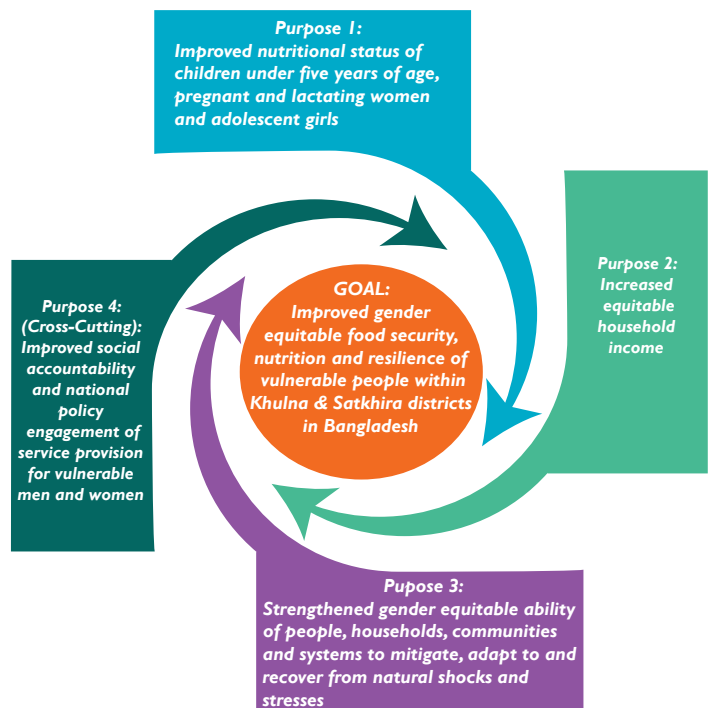 Purpose 1:
Improved nutritional status of
children under five years of age,
pregnant and lactating women
and adolescent girls
Purpose 2:
Increased
equitable
household
income
GOAL:
Improved gender
equitable food security,
nutrition and resilience of
vulnerable people within
Khulna & Satkhira districts
in Bangladesh
Purpose 4:
(Cross-Cutting):
Improved social
accountability
and national
policy
engagement of
service provision
for vulnerable
men and women
Pupose 3:
Strengthened gender equitable ability
of people, households, communities
and systems to mitigate, adapt to and
recover from natural shocks and
stresses